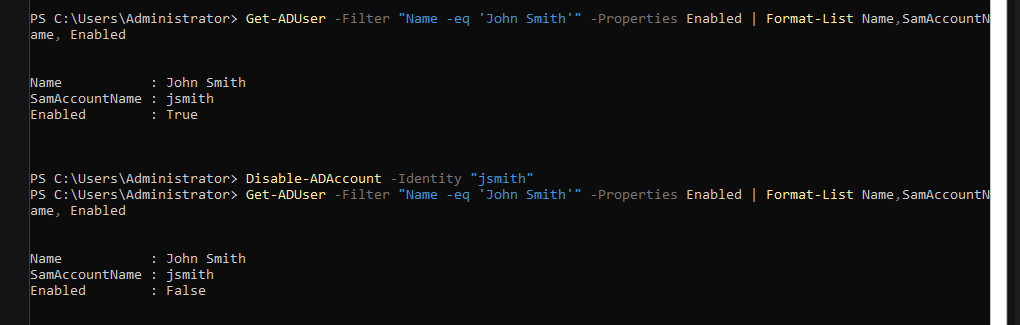 PS C:\Users\Administrator> Get-ADUser -Filter "Name -eq 'John Smith'" -Properties Enabled | Format-List Name,SamAccountN
ame, Enabled
Name           : John Smith
SamAccountName : jsmith
Enabled        : True
PS C:\Users\Administrator> Disable-ADAccount -Identity "jsmith"
PS C:\Users\Administrator> Get-ADUser -Filter "Name -eq 'John Smith'" -Properties Enabled | Format-List Name,SamAccountN
ame, Enabled
Name           : John Smith
SamAccountName : jsmith
Enabled        : False